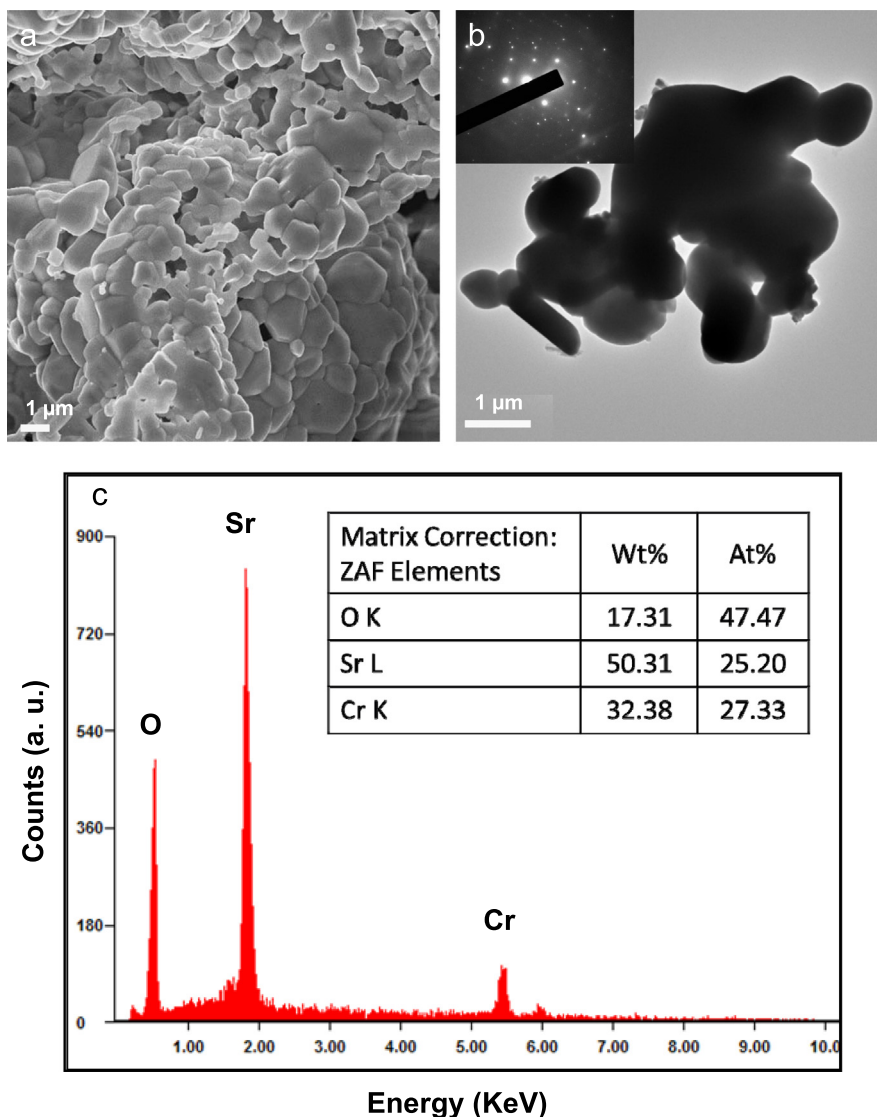 a
b
1 µm
1 µm
c
Sr
O
Cr
Matrix Correction:
ZAF Elements
Wt%
At%
O K
17.31
47.47
Sr L
50.31
25.20
Cr K
32.38
27.33
900
720
540
360
180
0
Counts (a. u.)
1.00 2.00 3.00 4.00 5.00 6.00 7.00 8.00 9.00 10.0
Energy (KeV)